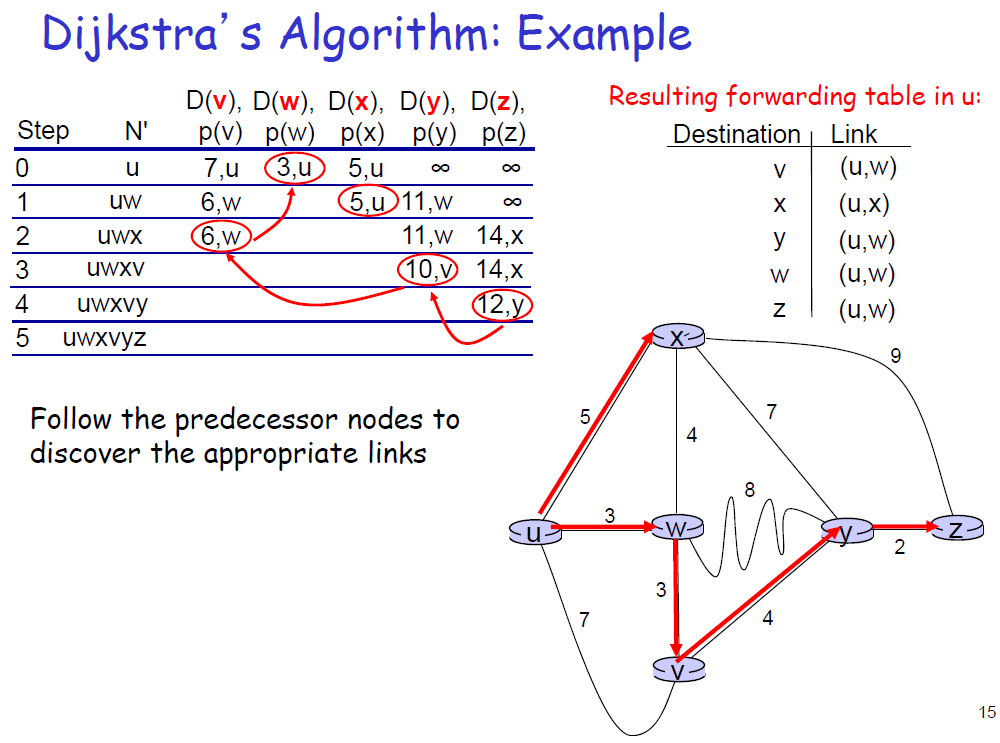 Dijkstra’s Algorithm: Example
D(v), D(w), D(x), D(y), D(z),
Step N' p(v) p(w) p(x) p(y) p(z)
0 u 7,u 3,u 5,u ∞ ∞
1 uw 6,w 5,u 11,w ∞
2 uwx 6,w 11,w 14,x
3 uwxv 10,v 14,x
4 uwxvy 12,y
5 uwxvyz
Follow the predecessor nodes to
discover the appropriate links
Resulting forwarding table in u:
Destination Link
v (u,w)
x (u,x)
y (u,w)
w (u,w)
z (u,w)
x
9
5
7
4
8
3
u
w
y
z
2
3
7
4
v
15